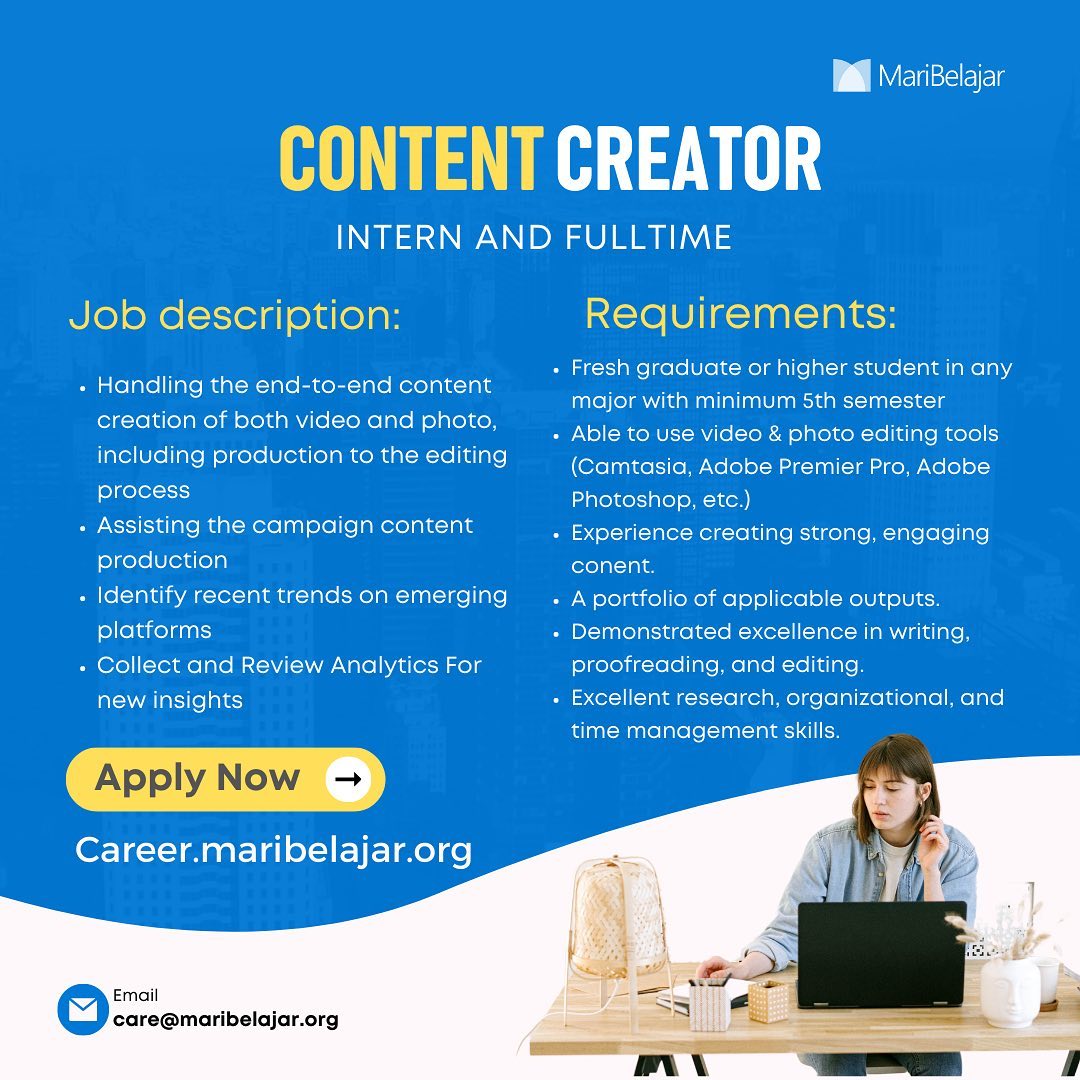 MariBelajar
CONTENT CREATOR
INTERN AND FULLTIME
Job description:
• Handling the end-to-end content
creation of both video and photo,
including production to the editing
process
• Assisting the campaign content
production
• Identify recent trends on emerging
platforms
• Collect and Review Analytics For
new insights
Requirements:
• Fresh graduate or higher student in any
major with minimum 5th semester
• Able to use video & photo editing tools
(Camtasia, Adobe Premier Pro, Adobe
Photoshop, etc.)
• Experience creating strong, engaging
conent.
• A portfolio of applicable outputs.
• Demonstrated excellence in writing,
proofreading, and editing.
• Excellent research, organizational, and
time management skills.
Apply Now →
Career.maribelajar.org
Email
care@maribelajar.org